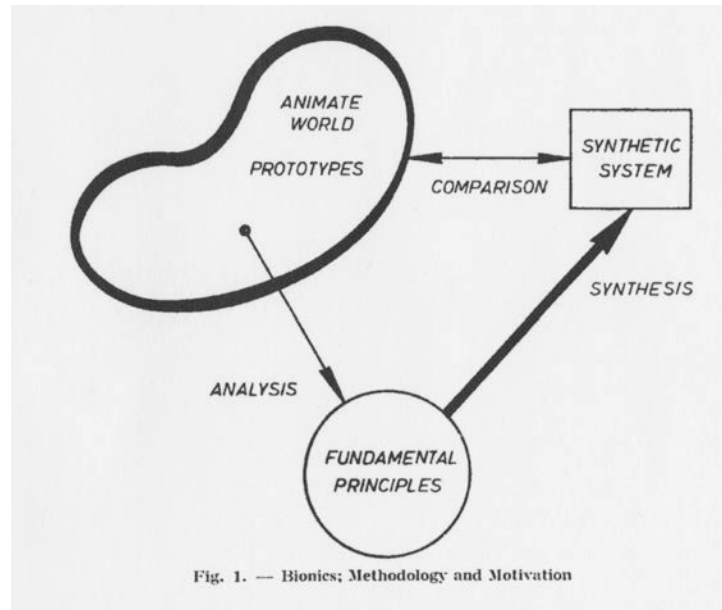 ANIMATE
WORLD
PROTOTYPES
COMPARISON
SYNTHETIC
SYSTEM
SYNTHESIS
ANALYSIS
FUNDAMENTAL
PRINCIPLES
Fig. 1. — Bionics; Methodology and Motivation